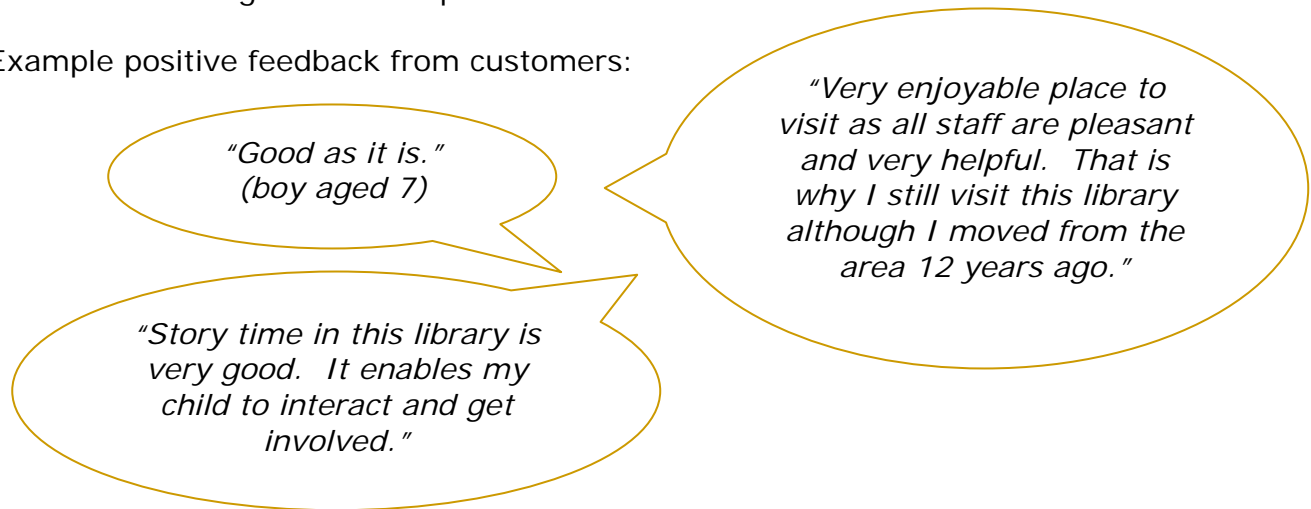 Example positive feedback from customers:
“Good as it is.”
(boy aged 7)
“Very enjoyable place to
visit as all staff are pleasant
and very helpful.  That is
why I still visit this library
although I moved from the
area 12 years ago.”
“Story time in this library is
very good.  It enables my
child to interact and get
involved.”